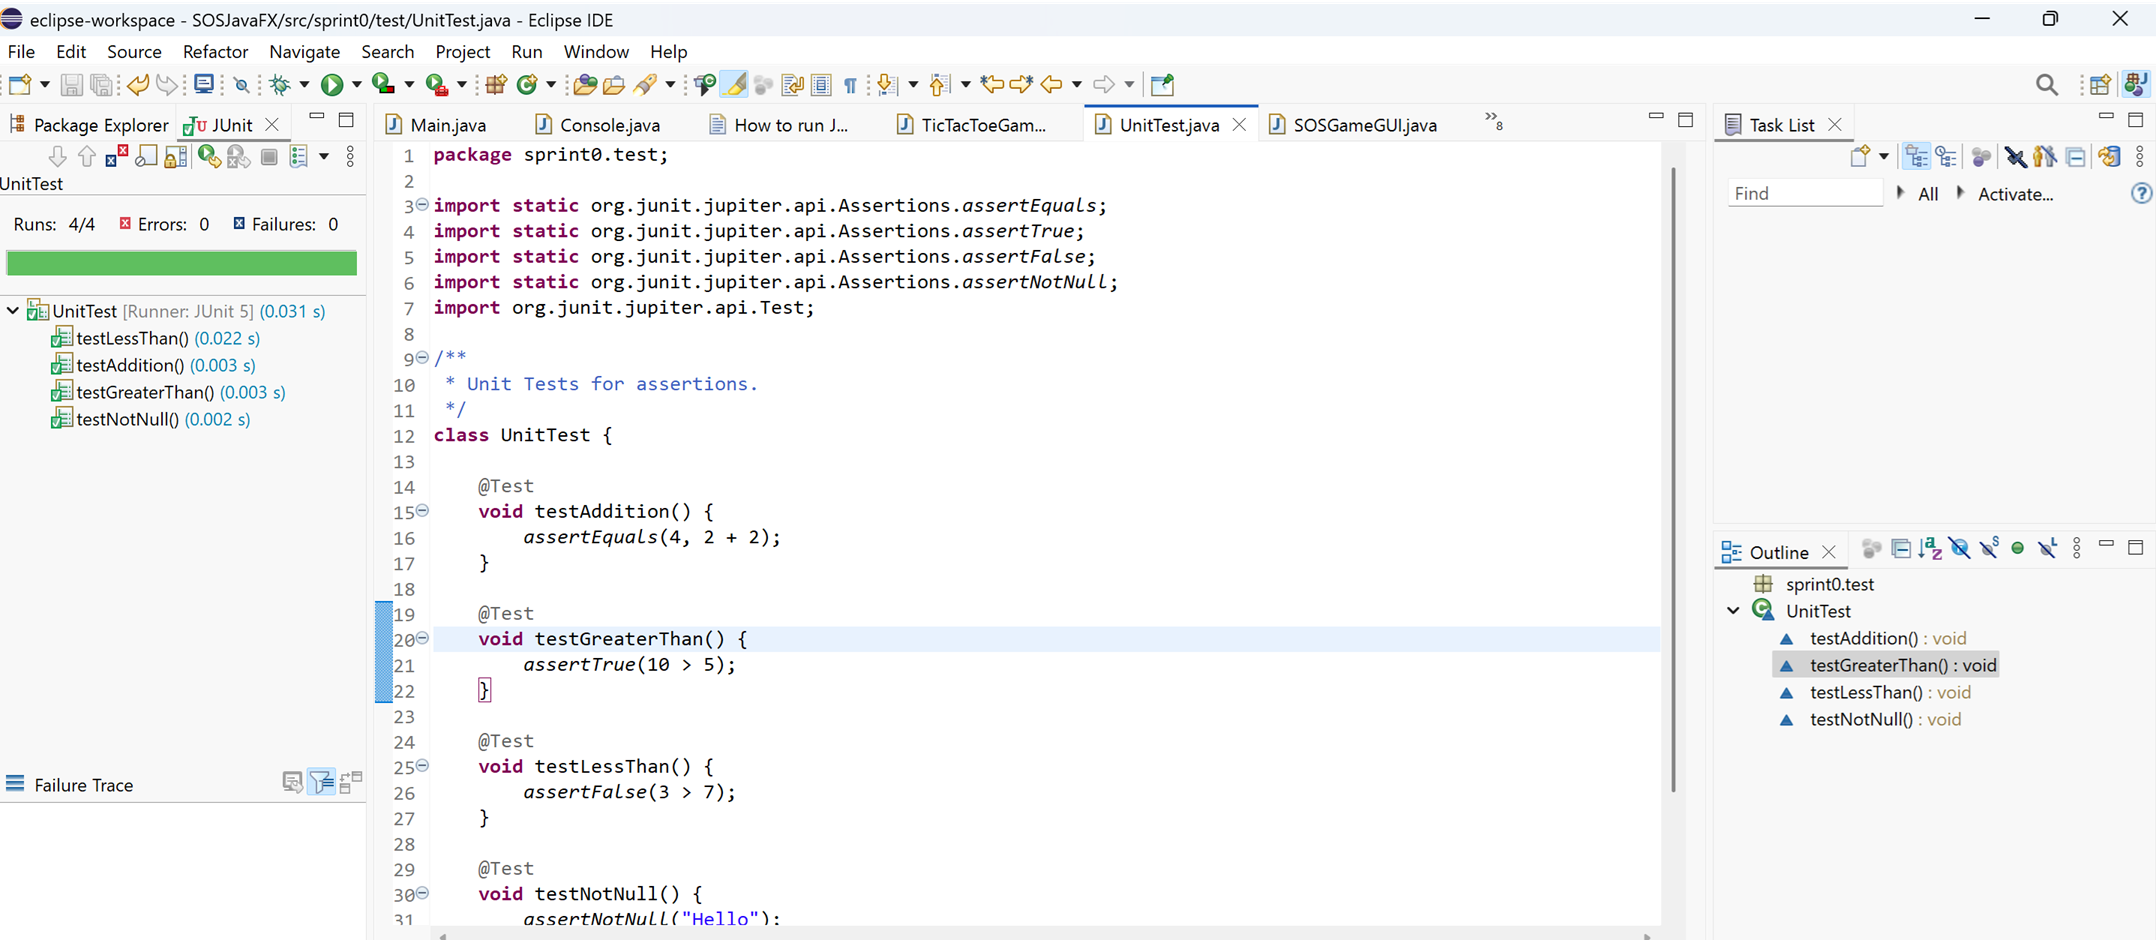 eclipse-workspace - SOSJavaFX/src/sprint0/test/UnitTest.java - Eclipse IDE
File Edit Source Refactor Navigate Search Project Run Window Help
Package Explorer JUnit
UnitTest
Runs: 4/4 Errors: 0 Failures: 0
UnitTest [Runner: JUnit 5] (0.031 s)
testLessThan() (0.022 s)
testAddition() (0.003 s)
testGreaterThan() (0.003 s)
testNotNull() (0.002 s)
Failure Trace
Main.java Console.java How to run J... TicTacToeGam... UnitTest.java SOSGameGUI.java »8
1 package sprint0.test;
2
3 import static org.junit.jupiter.api.Assertions.assertEquals;
4 import static org.junit.jupiter.api.Assertions.assertTrue;
5 import static org.junit.jupiter.api.Assertions.assertFalse;
6 import static org.junit.jupiter.api.Assertions.assertNotNull;
7 import org.junit.jupiter.api.Test;
8
9 /**
10 * Unit Tests for assertions.
11 */
12 class UnitTest {
13
14 @Test
15 void testAddition() {
16 assertEquals(4, 2 + 2);
17 }
18
19 @Test
20 void testGreaterThan() {
21 assertTrue(10 > 5);
22 }
23
24 @Test
25 void testLessThan() {
26 assertFalse(3 > 7);
27 }
28
29 @Test
30 void testNotNull() {
31 assertNotNull("Hello");
Task List
Find All Activate...
Outline
sprint0.test
UnitTest
testAddition() : void
testGreaterThan() : void
testLessThan() : void
testNotNull() : void